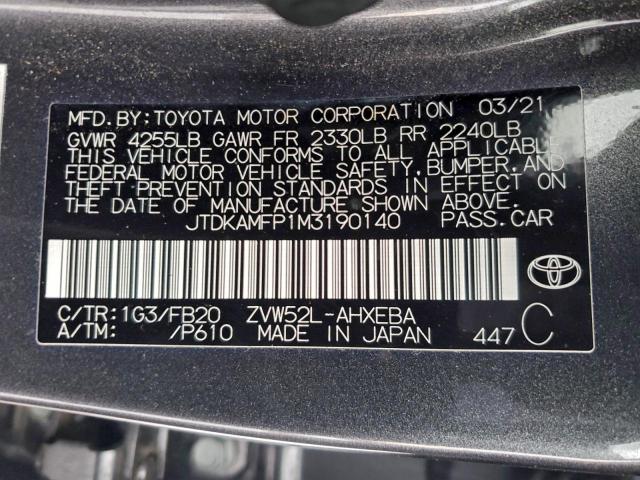 MFD.BY:TOYOTA MOTOR CORPORATION 03/21
GVWR 4255LB GAWR FR 2330LB RR 2240LB
THIS VEHICLE CONFORMS TO ALL APPLICABLE
FEDERAL MOTOR VEHICLE SAFETY,BUMPER,AND
THEFT PREVENTION STANDARDS IN EFFECT ON
THE DATE OF MANUFACTURE SHOWN ABOVE.
JTDKAMFP1M3190140 PASS.CAR
C/TR:1G3/FB20 ZVW52L-AHXEBA
A/TM: /P610 MADE IN JAPAN 447 C
TOYOTA